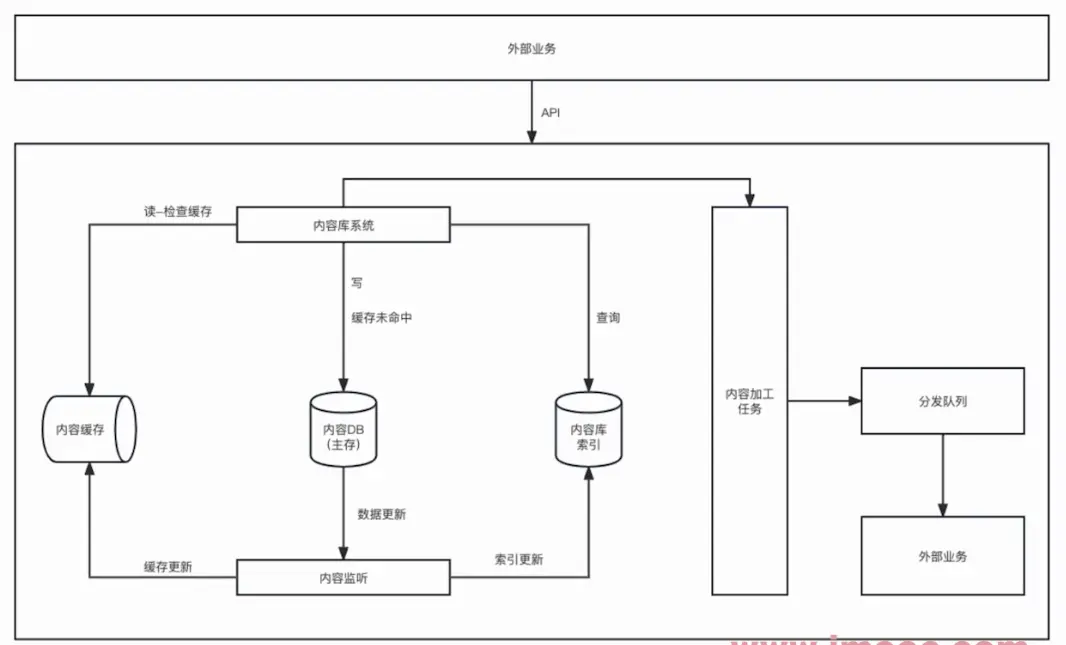 外部业务
API
读–检查缓存
内容库系统
写
缓存未命中
查询
内容加工
任务
分发队列
内容缓存
内容DB
（主存）
内容库
索引
数据更新
缓存更新
索引更新
内容监听
外部业务